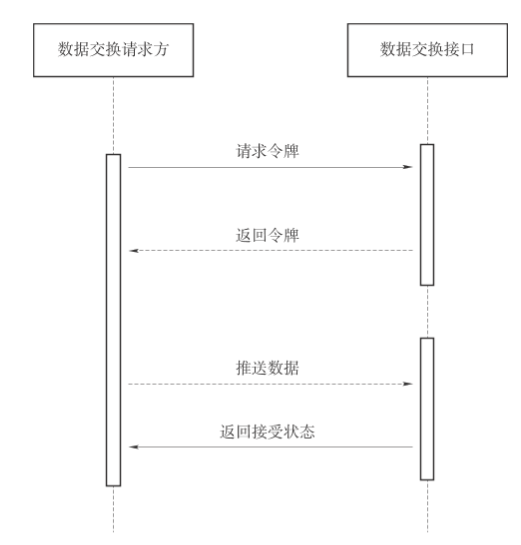 数据交换请求方
数据交换接口
请求令牌
返回令牌
推送数据
返回接受状态